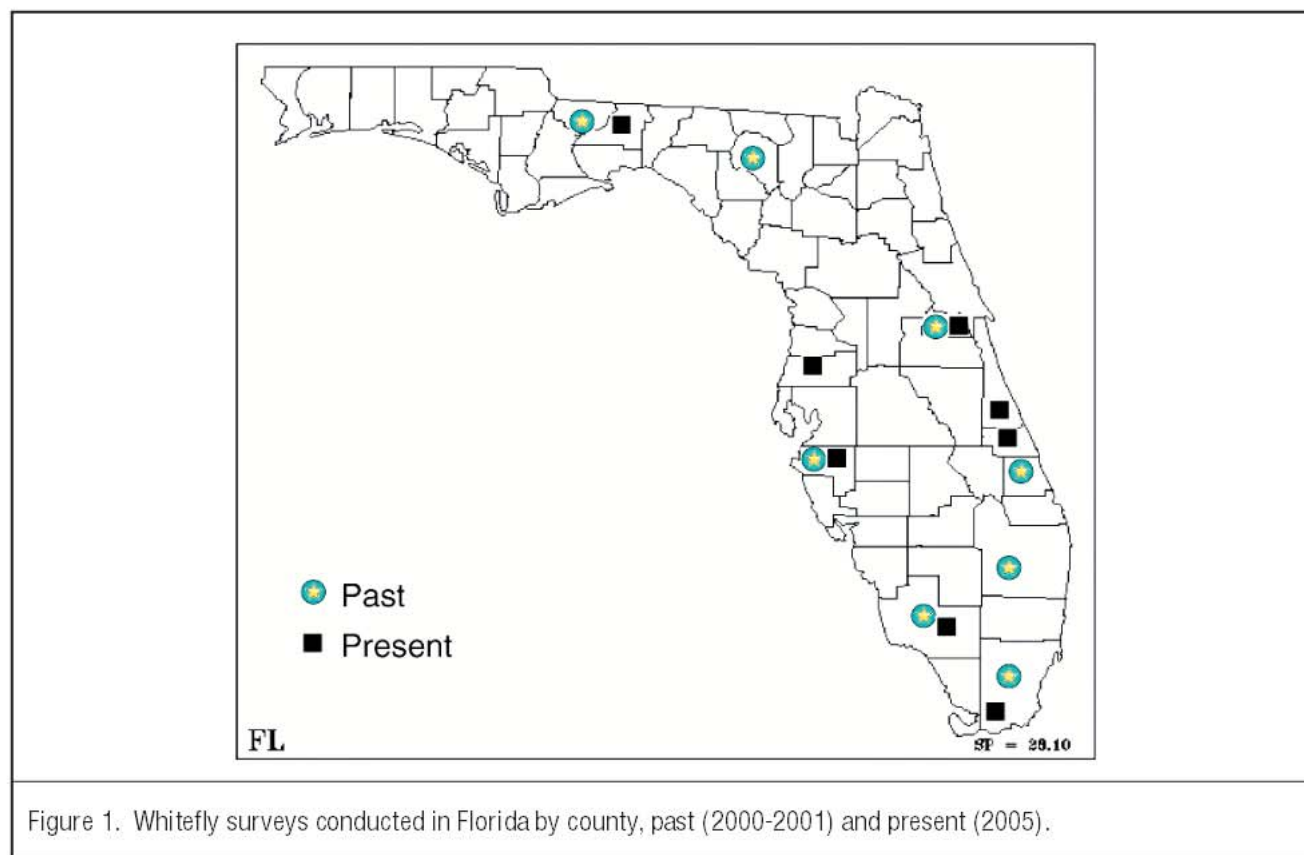 Past
Present
FL
SP = 29.10
Figure 1. Whitefly surveys conducted in Florida by county, past (2000-2001) and present (2005).